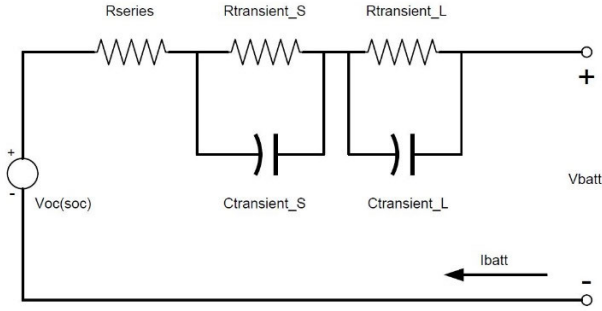 Rseries
Rtransient_S
Rtransient_L
+
+
-
Voc(soc)
Ctransient_S
Ctransient_L
Vbatt
Ibatt
-